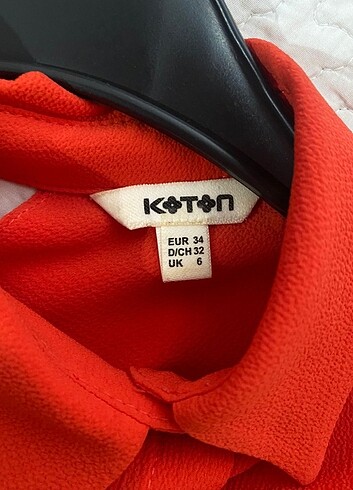 KOTON
EUR 34
D/CH 32
UK 6